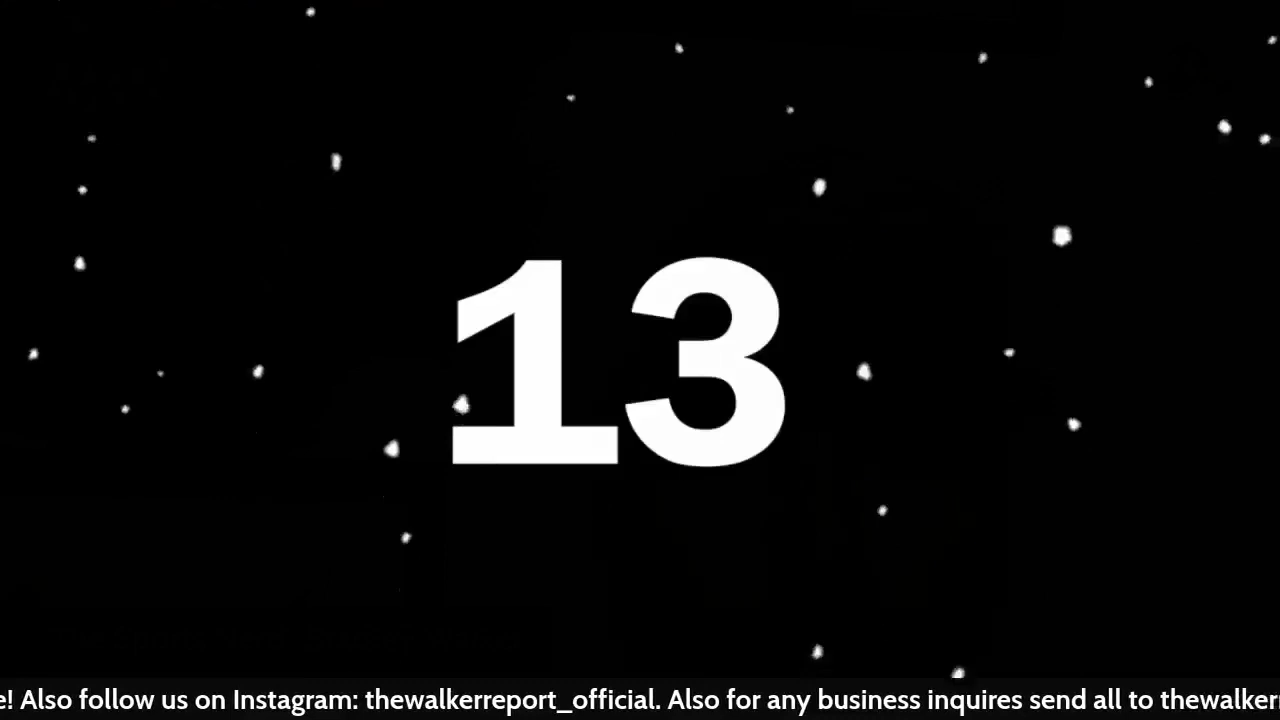 13
e! Also follow us on Instagram: thewalkerreport_official. Also for any business inquires send all to thewalker